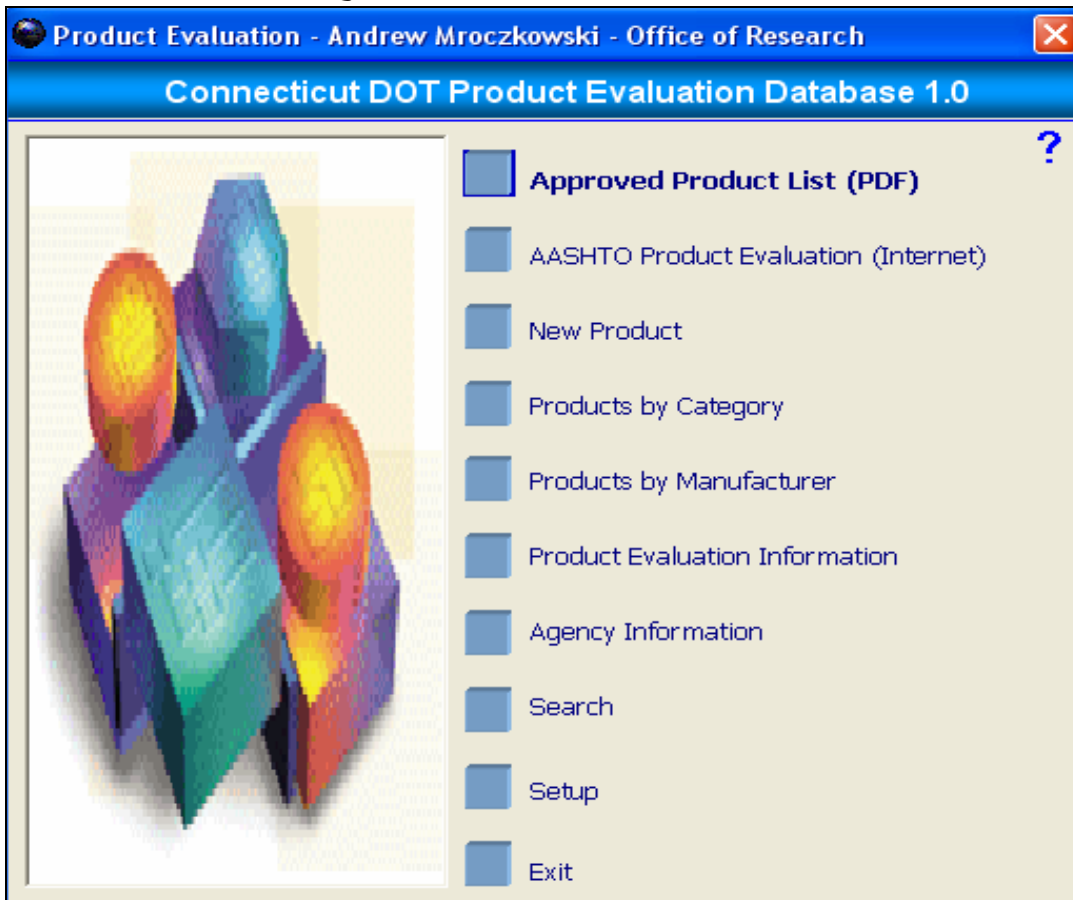 Product Evaluation - Andrew Mroczkowski - Office of Research
Connecticut DOT Product Evaluation Database 1.0
?
Approved Product List (PDF)
AASHTO Product Evaluation (Internet)
New Product
Products by Category
Products by Manufacturer
Product Evaluation Information
Agency Information
Search
Setup
Exit